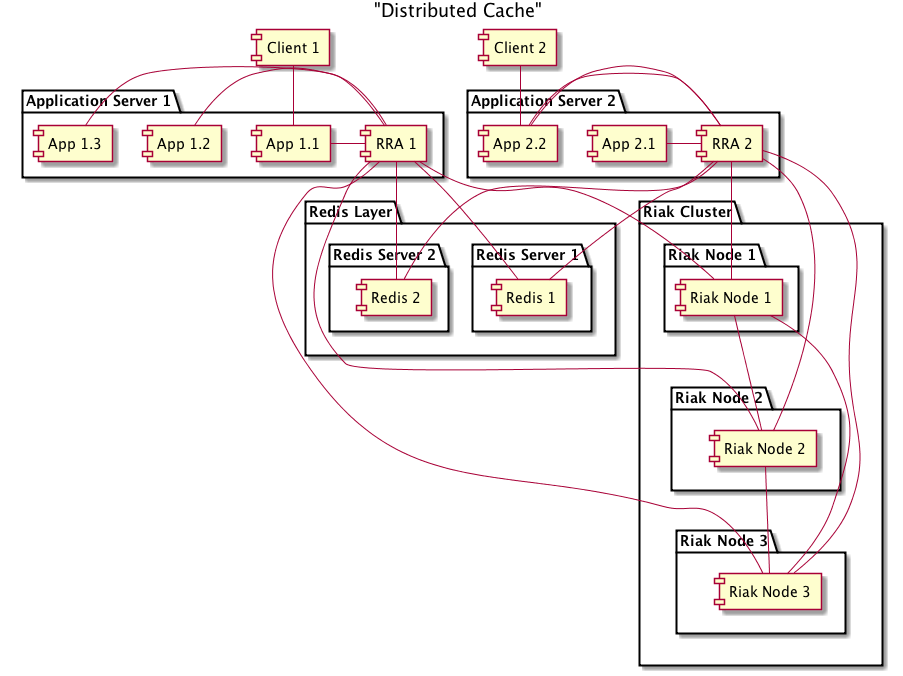 "Distributed Cache"
Client 1
Client 2
Application Server 1
Application Server 2
App 1.3
App 1.2
App 1.1
RRA 1
App 2.2
App 2.1
RRA 2
Redis Layer
Riak Cluster
Redis Server 2
Redis Server 1
Riak Node 1
Redis 2
Redis 1
Riak Node 1
Riak Node 2
Riak Node 2
Riak Node 3
Riak Node 3